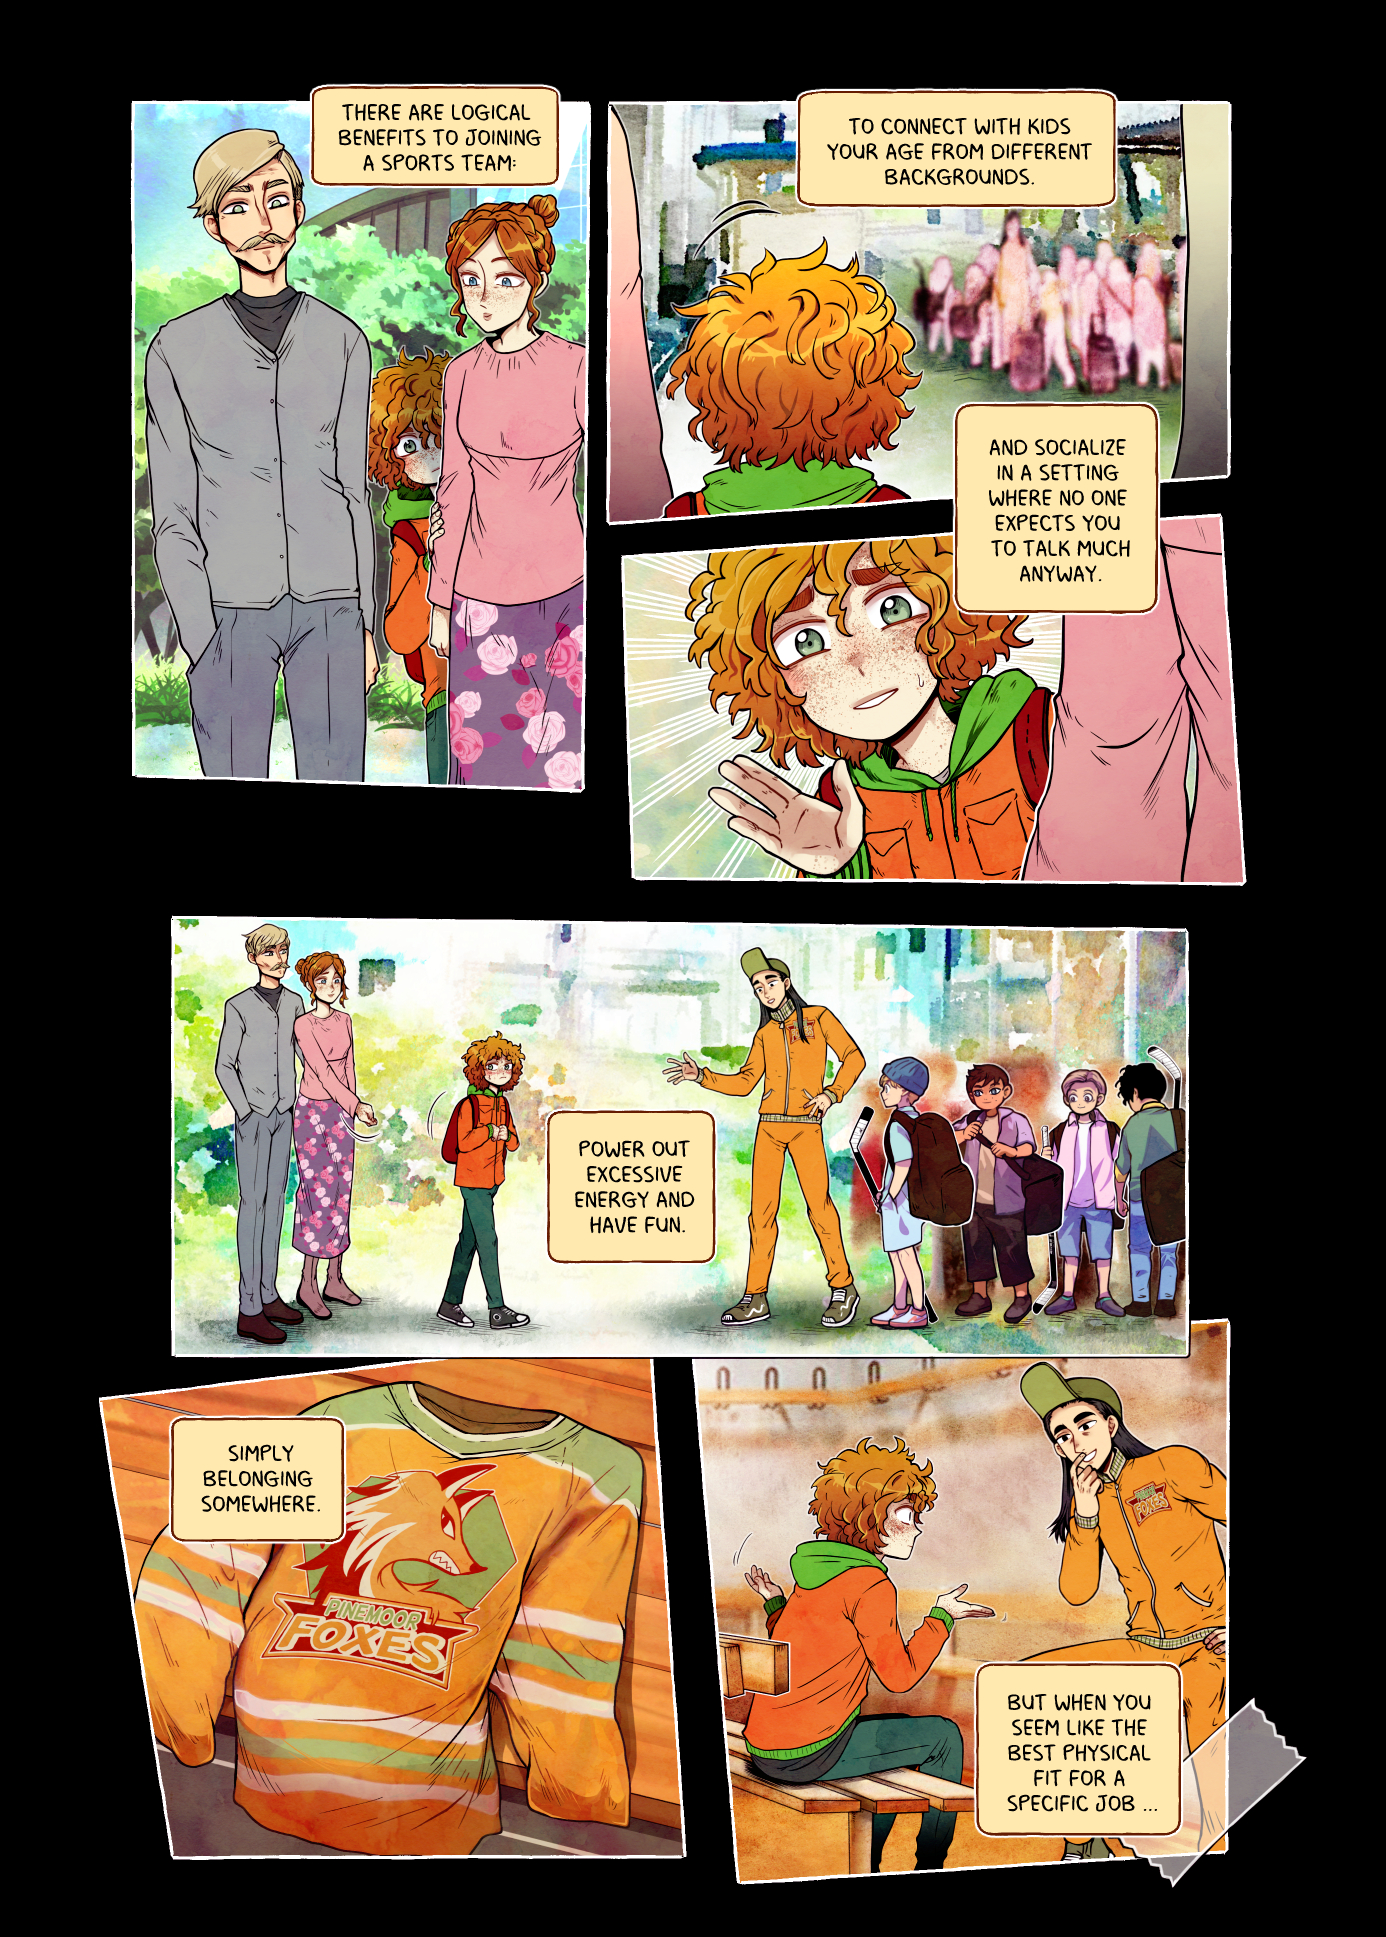 THERE ARE LOGICAL
BENEFITS TO JOINING
A SPORTS TEAM:
TO CONNECT WITH KIDS
YOUR AGE FROM DIFFERENT
BACKGROUNDS.
AND SOCIALIZE
IN A SETTING
WHERE NO ONE
EXPECTS YOU
TO TALK MUCH
ANYWAY.
POWER OUT
EXCESSIVE
ENERGY AND
HAVE FUN.
SIMPLY
BELONGING
SOMEWHERE.
PINEMOOR
FOXES
FOXES
BUT WHEN YOU
SEEM LIKE THE
BEST PHYSICAL
FIT FOR A
SPECIFIC JOB ...